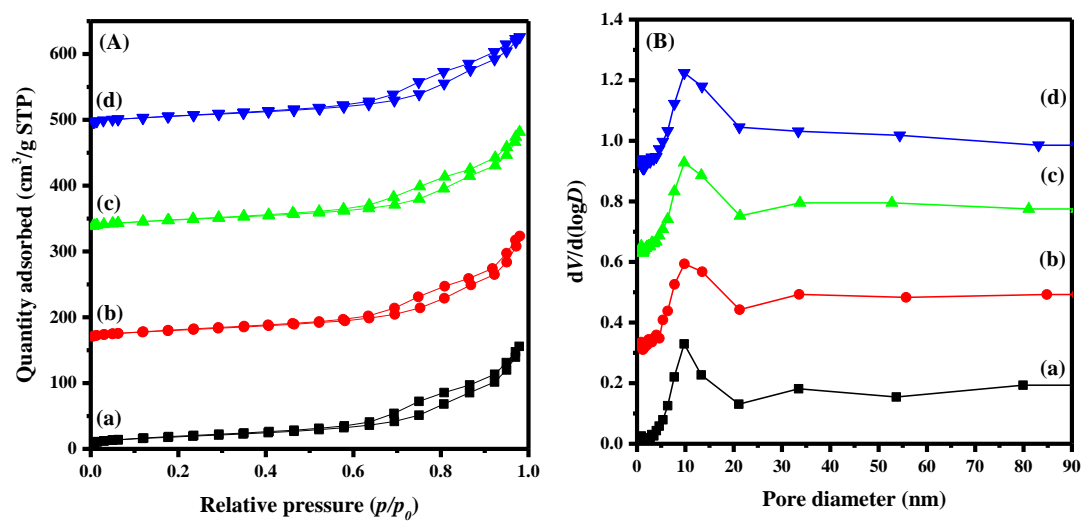 (A)
600
500
400
300
200
100
0
(d)
(c)
(b)
(a)
0.0 0.2 0.4 0.6 0.8 1.0
Quantity adsorbed (cm³/g STP)
Relative pressure (p/p₀)
(B)
1.4
1.2
1.0
0.8
0.6
0.4
0.2
0.0
(d)
(c)
(b)
(a)
0 10 20 30 40 50 60 70 80 90
dV/d(logD)
Pore diameter (nm)